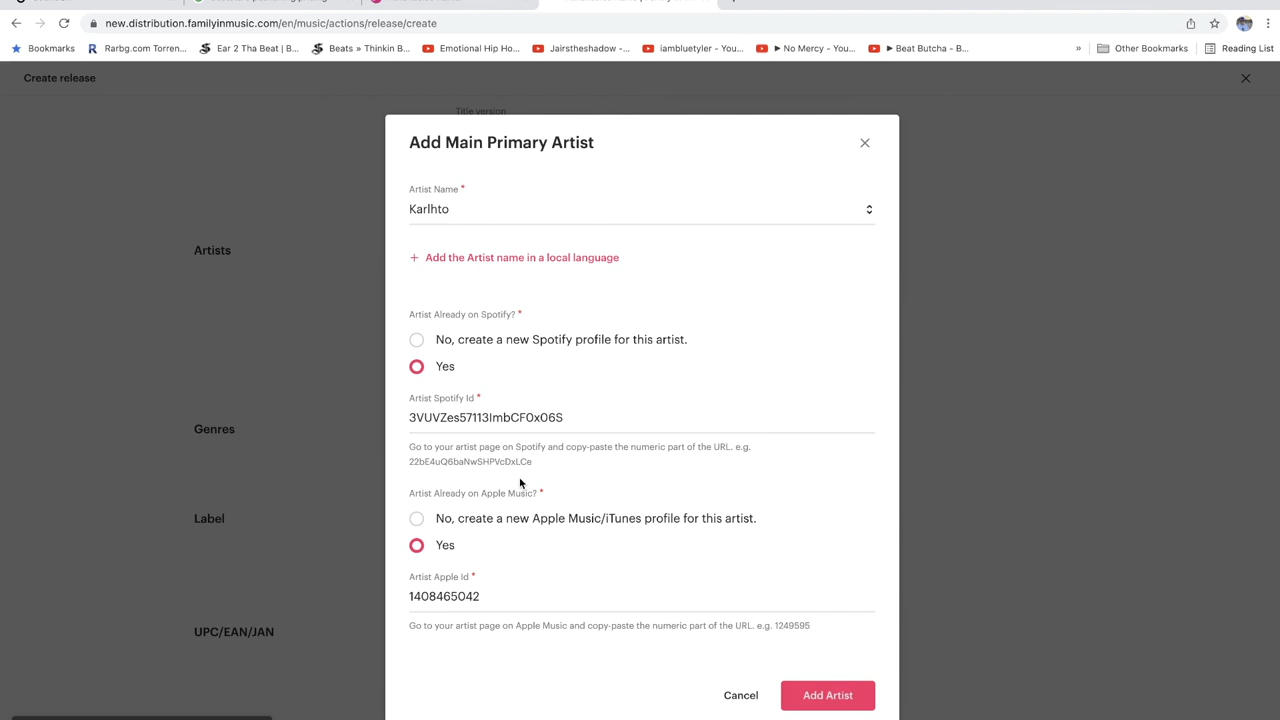 new.distribution.familyinmusic.com/en/music/actions/release/create
Bookmarks
Rarbg.com Torren...
Ear 2 Tha Beat | B...
Beats » Thinkin B...
Emotional Hip Ho...
Jairstheshadow -...
iambluetyler - You...
► No Mercy - You...
► Beat Butcha - B...
»
Other Bookmarks
Reading List
Create release
Title version
Add Main Primary Artist
Artist Name *
Karlhto
+ Add the Artist name in a local language
Artists
Artist Already on Spotify? *
No, create a new Spotify profile for this artist.
Yes
Artist Spotify Id *
3VUVZes57113ImbCF0x06S
Genres
Go to your artist page on Spotify and copy-paste the numeric part of the URL. e.g.
22bE4uQ6baNwSHPVcDxLCe
Artist Already on Apple Music? *
Label
No, create a new Apple Music/iTunes profile for this artist.
Yes
Artist Apple Id *
1408465042
Go to your artist page on Apple Music and copy-paste the numeric part of the URL. e.g. 1249595
UPC/EAN/JAN
Cancel
Add Artist